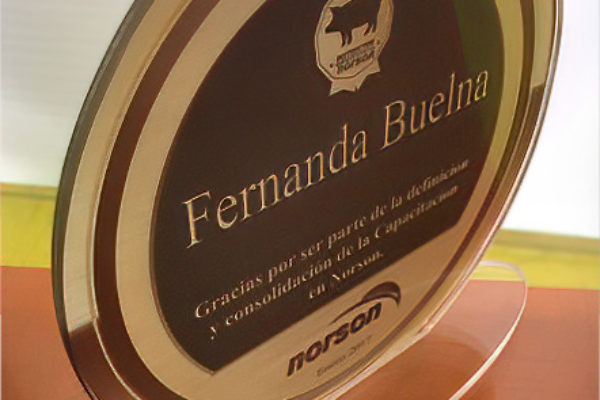 norson
Fernanda Buelna
Gracias por ser parte de la definición
y consolidación de la Capacitación
en Norson.
norson